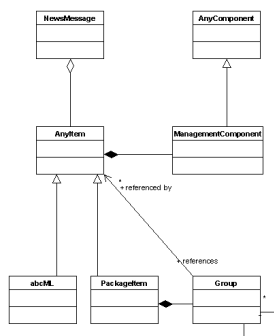 NewsMessage
AnyComponent
AnyItem
ManagementComponent
*
+ referenced by
+ references
abcML
PackageItem
Group
*